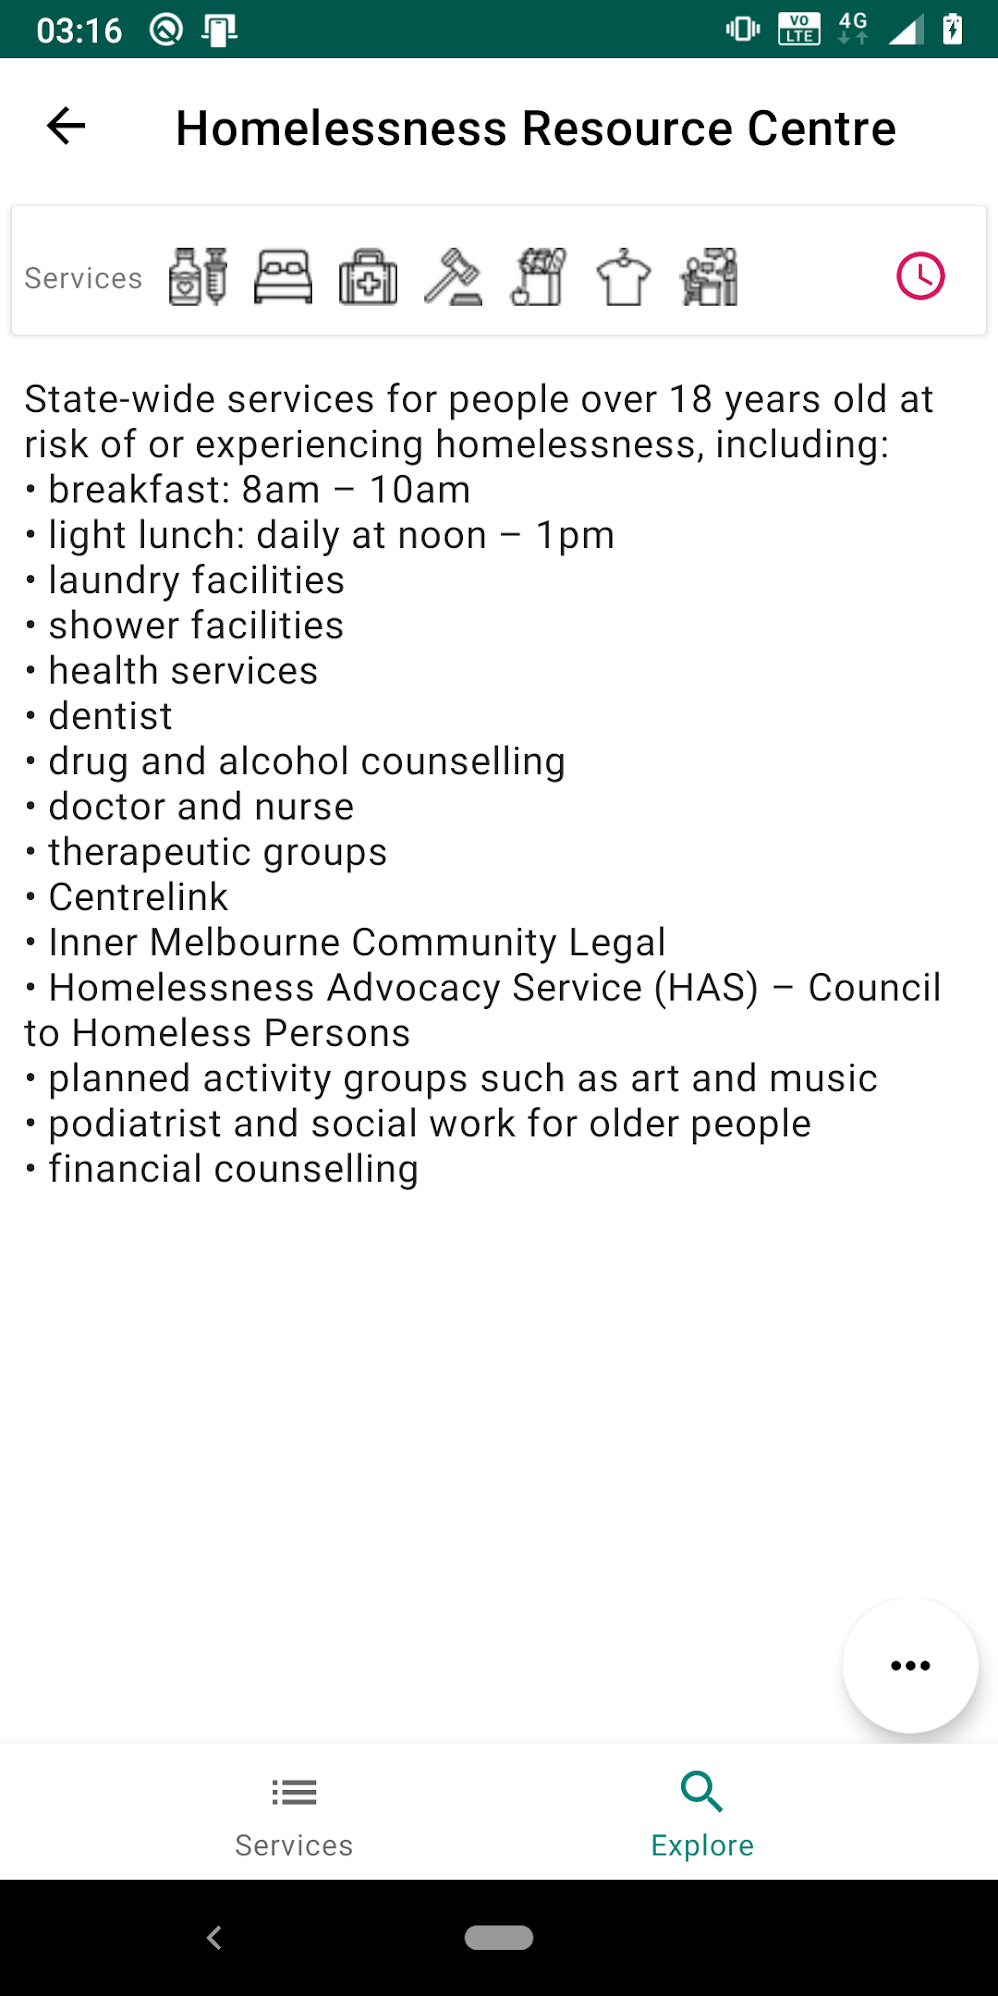 03:16
VO
LTE
4G
Homelessness Resource Centre
Services
State-wide services for people over 18 years old at
risk of or experiencing homelessness, including:
• breakfast: 8am – 10am
• light lunch: daily at noon – 1pm
• laundry facilities
• shower facilities
• health services
• dentist
• drug and alcohol counselling
• doctor and nurse
• therapeutic groups
• Centrelink
• Inner Melbourne Community Legal
• Homelessness Advocacy Service (HAS) – Council
to Homeless Persons
• planned activity groups such as art and music
• podiatrist and social work for older people
• financial counselling
Services
Explore